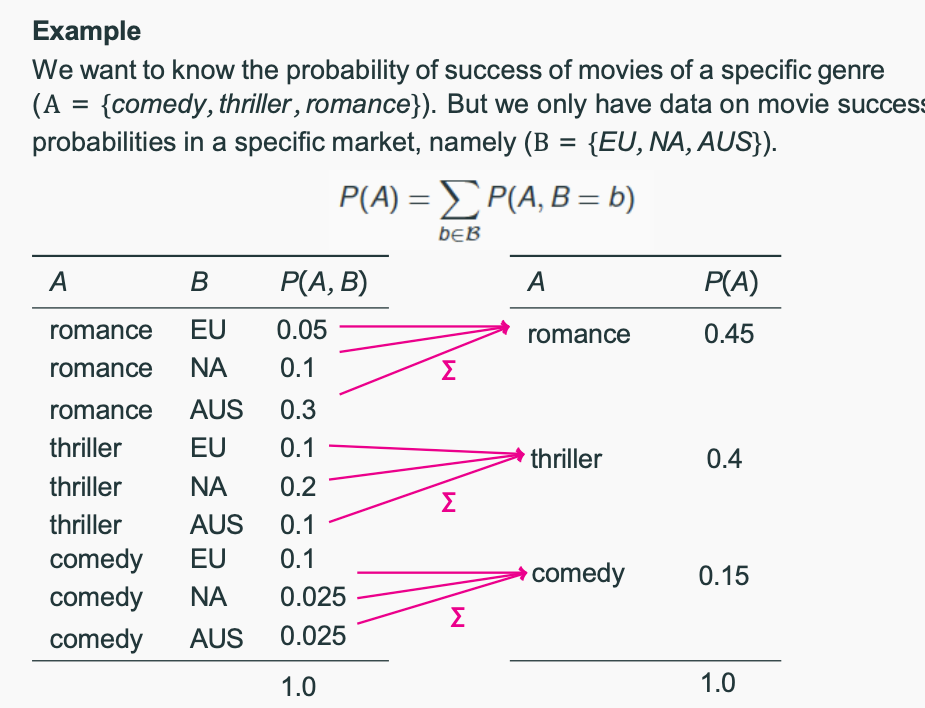 Example
We want to know the probability of success of movies of a specific genre
(A = {comedy, thriller, romance}). But we only have data on movie success
probabilities in a specific market, namely (B = {EU, NA, AUS}).
P(A) = ∑ P(A, B = b)
b∈ℬ
A B P(A, B) A P(A)
romance EU 0.05 romance 0.45
romance NA 0.1 Σ
romance AUS 0.3
thriller EU 0.1 thriller 0.4
thriller NA 0.2 Σ
thriller AUS 0.1
comedy EU 0.1 comedy 0.15
comedy NA 0.025 Σ
comedy AUS 0.025
1.0 1.0